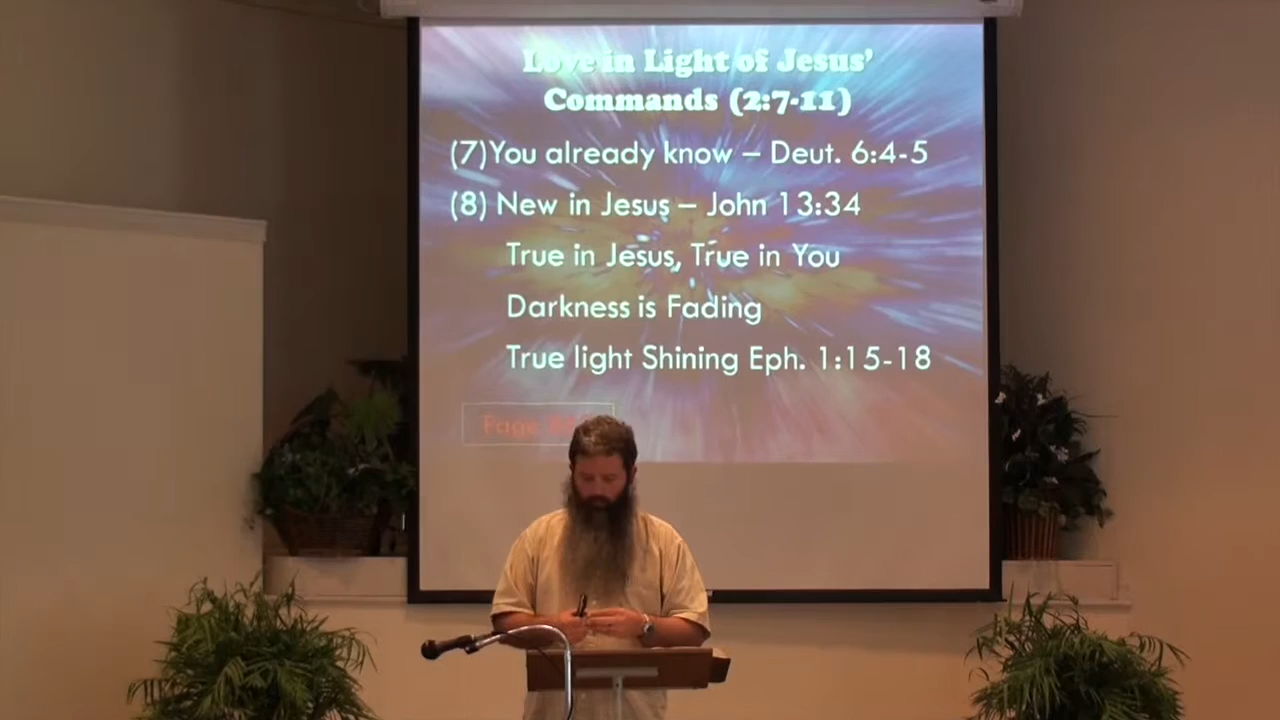 Love in Light of Jesus’
Commands (2:7-11)
(7)You already know – Deut. 6:4-5
(8) New in Jesus – John 13:34
True in Jesus, True in You
Darkness is Fading
True light Shining Eph. 1:15-18
Page